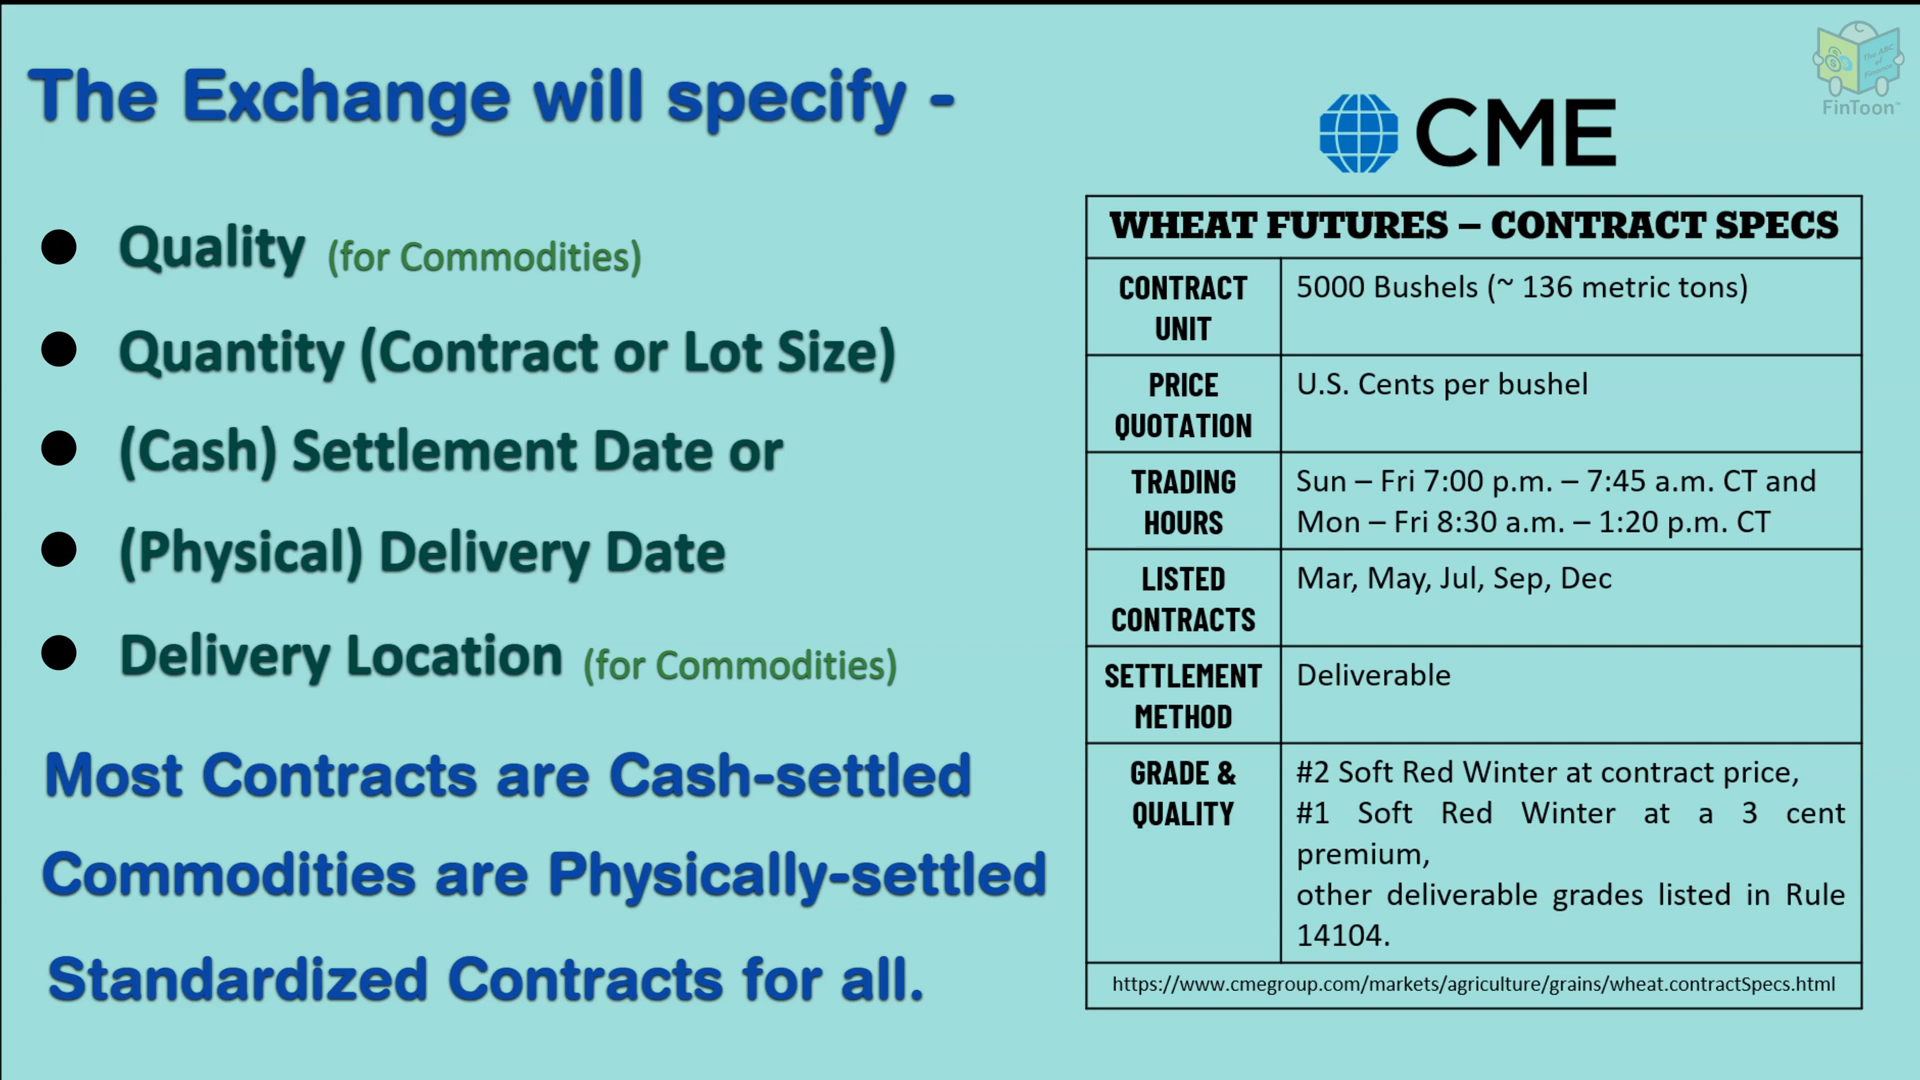 The Exchange will specify -
● Quality (for Commodities)
● Quantity (Contract or Lot Size)
● (Cash) Settlement Date or
● (Physical) Delivery Date
● Delivery Location (for Commodities)
Most Contracts are Cash-settled
Commodities are Physically-settled
Standardized Contracts for all.
The ABC
of
Finance
FinToon™
CME
WHEAT FUTURES – CONTRACT SPECS
CONTRACT
UNIT
5000 Bushels (~ 136 metric tons)
PRICE
QUOTATION
U.S. Cents per bushel
TRADING
HOURS
Sun – Fri 7:00 p.m. – 7:45 a.m. CT and
Mon – Fri 8:30 a.m. – 1:20 p.m. CT
LISTED
CONTRACTS
Mar, May, Jul, Sep, Dec
SETTLEMENT
METHOD
Deliverable
GRADE &
QUALITY
#2 Soft Red Winter at contract price,
#1 Soft Red Winter at a 3 cent
premium,
other deliverable grades listed in Rule
14104.
https://www.cmegroup.com/markets/agriculture/grains/wheat.contractSpecs.html